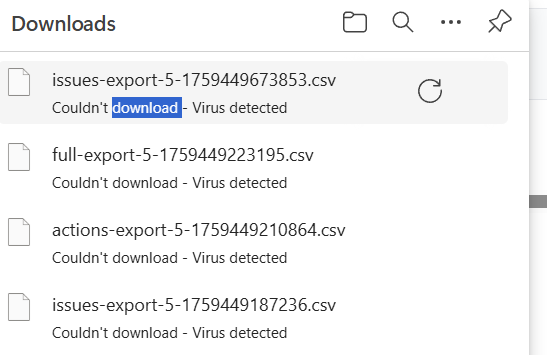 Downloads
issues-export-5-1759449673853.csv
Couldn't download - Virus detected
full-export-5-1759449223195.csv
Couldn't download - Virus detected
actions-export-5-1759449210864.csv
Couldn't download - Virus detected
issues-export-5-1759449187236.csv
Couldn't download - Virus detected